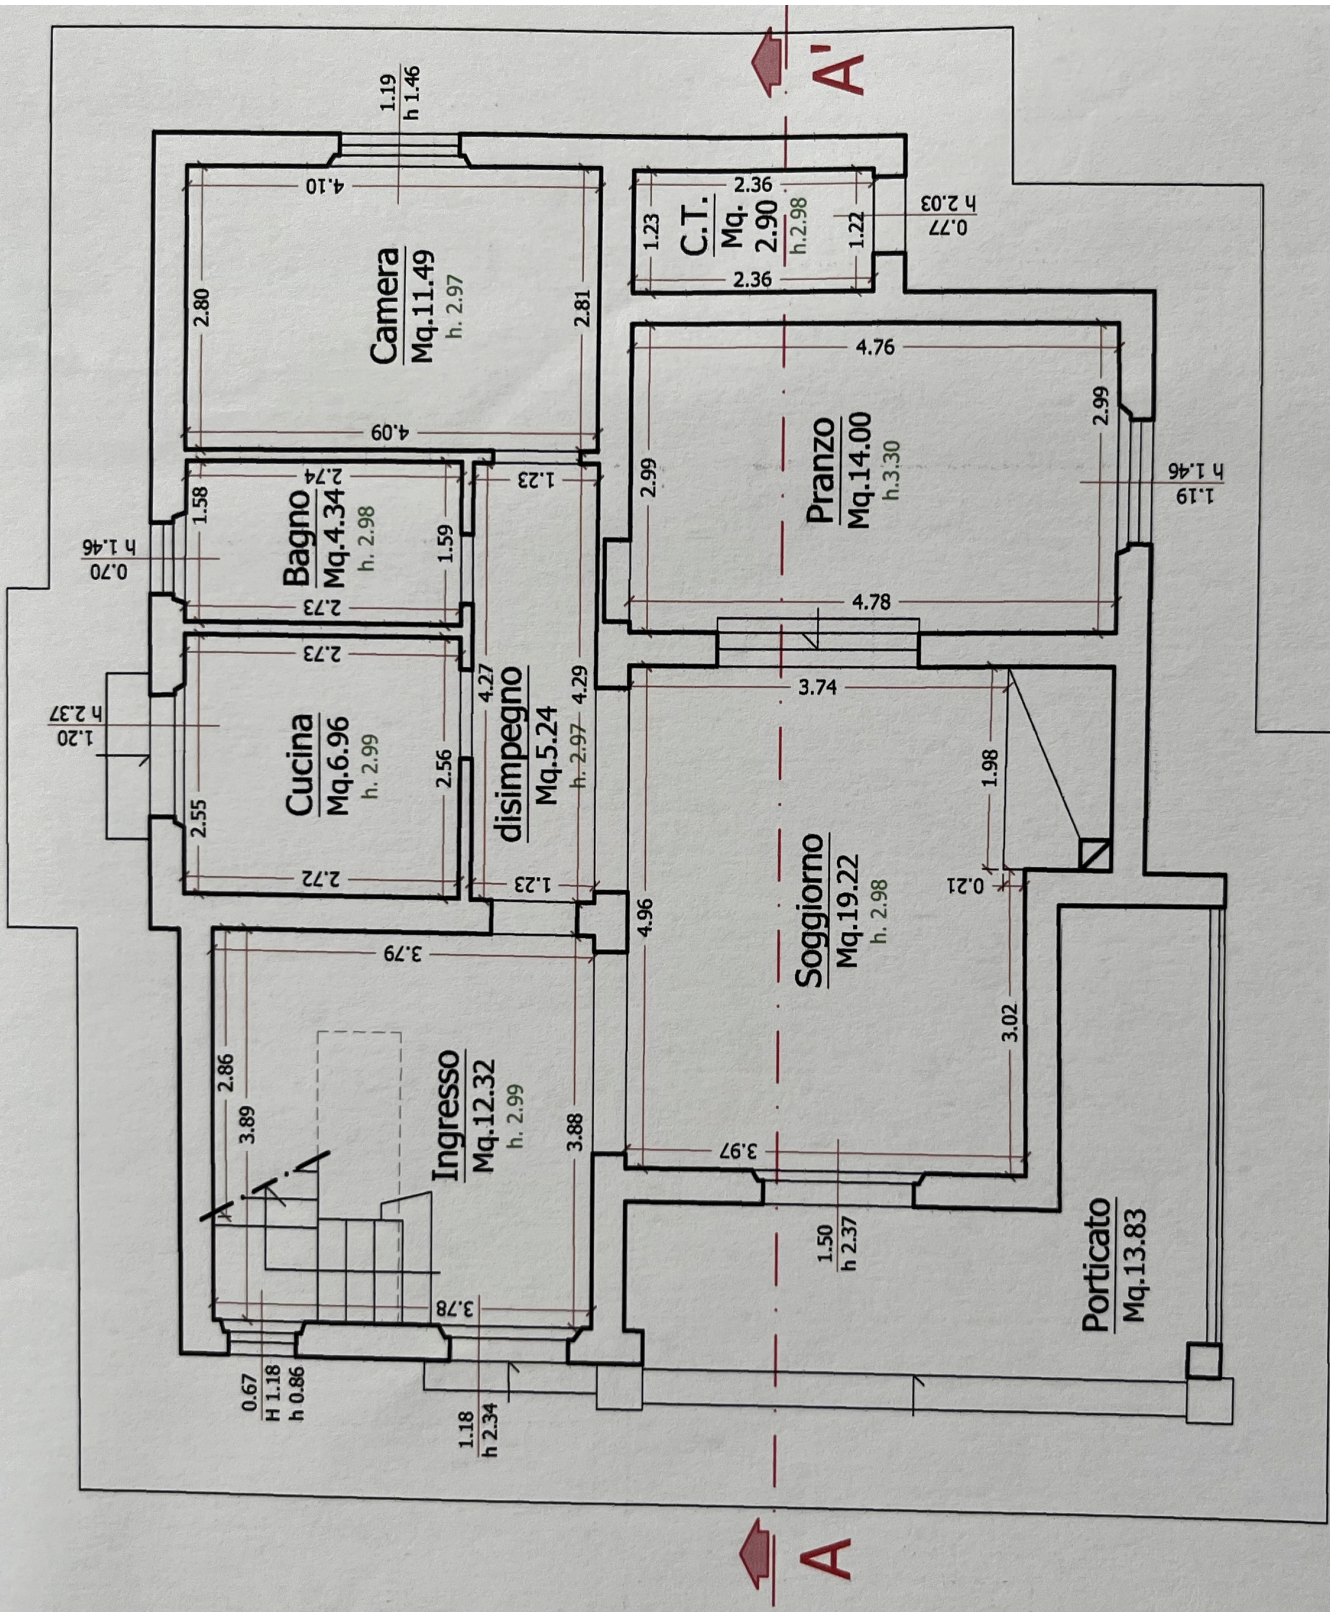 A'
1.19
h 1.46
4.10
2.80
Camera
Mq.11.49
h. 2.97
2.81
4.09
2.36
1.23
C.T.
Mq.
2.90
h.2.98
1.22
2.36
h 2.03
0.77
4.76
2.99
Pranzo
Mq.14.00
h.3.30
2.99
4.78
h 1.46
1.19
2.74
1.58
Bagno
Mq.4.34
h. 2.98
1.59
2.73
h 1.46
0.70
1.23
2.73
2.55
Cucina
Mq.6.96
h. 2.99
2.56
2.72
h 2.37
1.20
4.27
disimpegno
Mq.5.24
h. 2.97
4.29
1.23
3.74
1.98
0.21
4.96
Soggiorno
Mq.19.22
h. 2.98
3.02
3.97
1.50
h 2.37
3.79
2.86
3.89
Ingresso
Mq.12.32
h. 2.99
3.88
3.78
0.67
H 1.18
h 0.86
1.18
h 2.34
Porticato
Mq.13.83
A